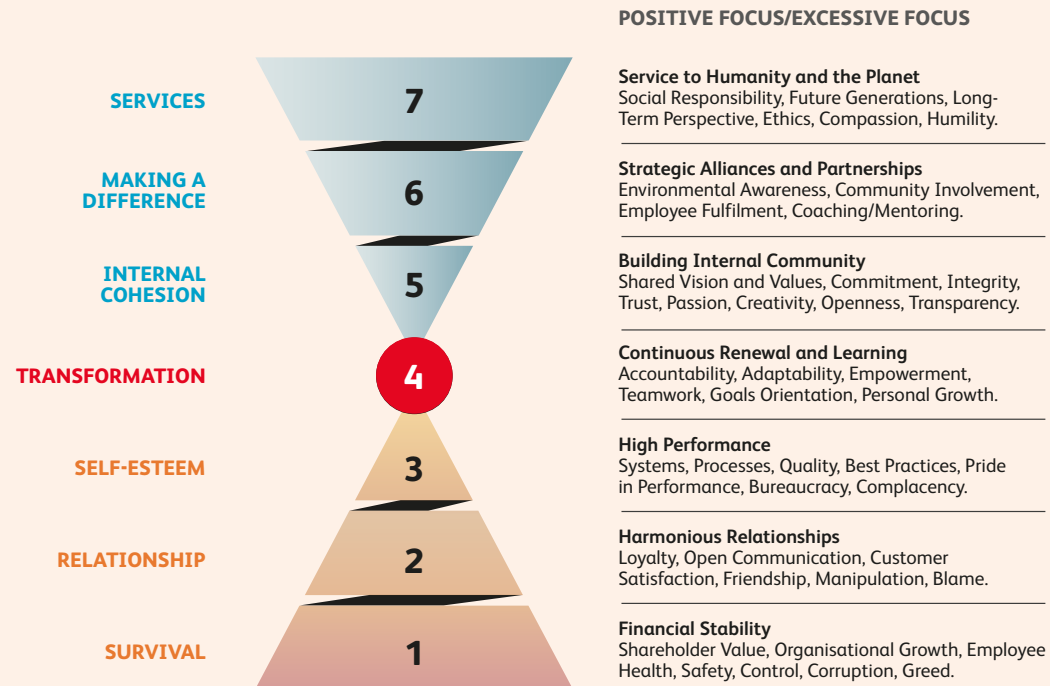 POSITIVE FOCUS/EXCESSIVE FOCUS
SERVICES
7
Service to Humanity and the Planet
Social Responsibility, Future Generations, Long-
Term Perspective, Ethics, Compassion, Humility.
MAKING A
DIFFERENCE
6
Strategic Alliances and Partnerships
Environmental Awareness, Community Involvement,
Employee Fulfilment, Coaching/Mentoring.
INTERNAL
COHESION
5
Building Internal Community
Shared Vision and Values, Commitment, Integrity,
Trust, Passion, Creativity, Openness, Transparency.
TRANSFORMATION
4
Continuous Renewal and Learning
Accountability, Adaptability, Empowerment,
Teamwork, Goals Orientation, Personal Growth.
SELF-ESTEEM
3
High Performance
Systems, Processes, Quality, Best Practices, Pride
in Performance, Bureaucracy, Complacency.
RELATIONSHIP
2
Harmonious Relationships
Loyalty, Open Communication, Customer
Satisfaction, Friendship, Manipulation, Blame.
SURVIVAL
1
Financial Stability
Shareholder Value, Organisational Growth, Employee
Health, Safety, Control, Corruption, Greed.